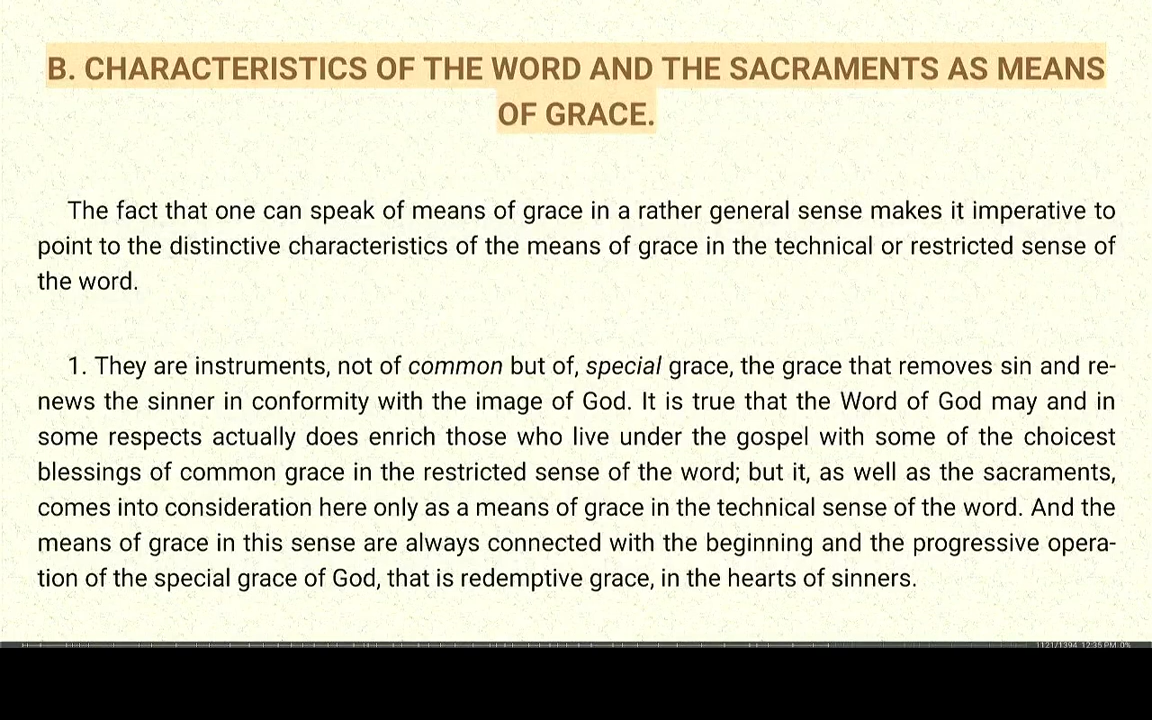 B. CHARACTERISTICS OF THE WORD AND THE SACRAMENTS AS MEANS
OF GRACE.
The fact that one can speak of means of grace in a rather general sense makes it imperative to
point to the distinctive characteristics of the means of grace in the technical or restricted sense of
the word.
1. They are instruments, not of common but of, special grace, the grace that removes sin and re-
news the sinner in conformity with the image of God. It is true that the Word of God may and in
some respects actually does enrich those who live under the gospel with some of the choicest
blessings of common grace in the restricted sense of the word; but it, as well as the sacraments,
comes into consideration here only as a means of grace in the technical sense of the word. And the
means of grace in this sense are always connected with the beginning and the progressive opera-
tion of the special grace of God, that is redemptive grace, in the hearts of sinners.
1121/1394 12:35 PM 0%